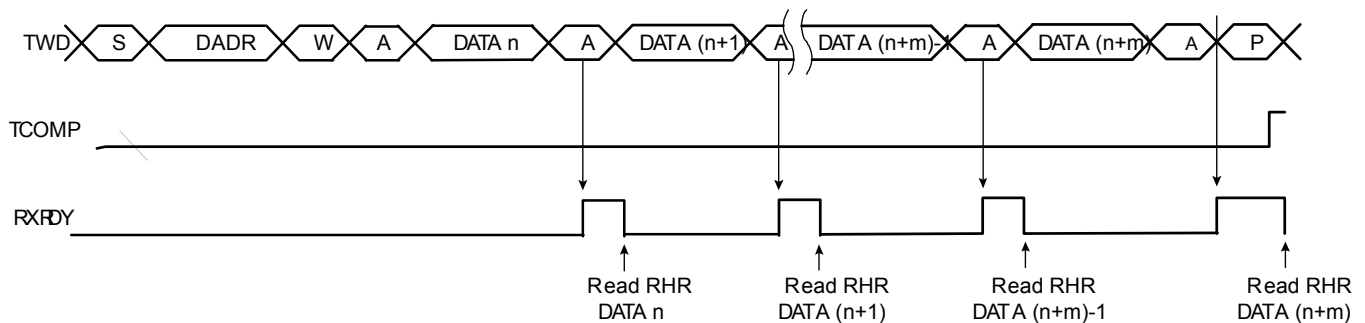 TWD S DADR W A DATA n A DATA (n+1) A DATA (n+m)-1 A DATA (n+m) A P
TCOMP
RXRDY
Read RHR Read RHR Read RHR Read RHR
DATA n DATA (n+1) DATA (n+m)-1 DATA (n+m)